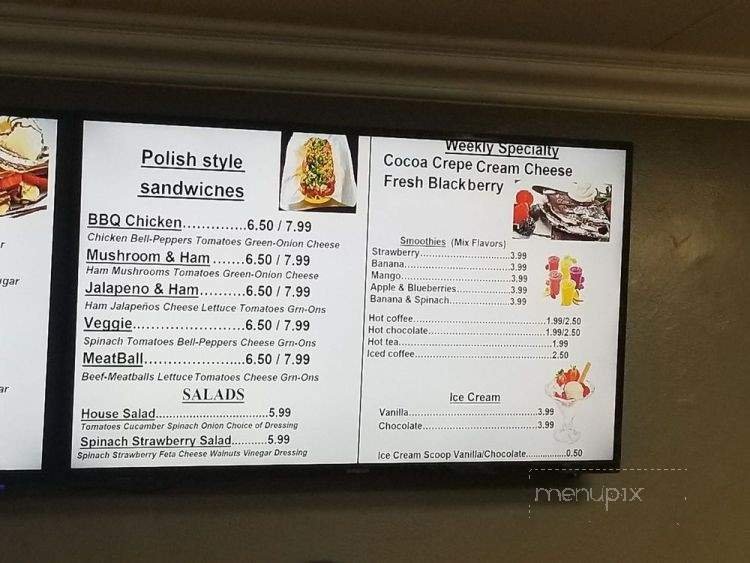 r
ugar
ar
Polish style
sandwiches
BBQ Chicken..............6.50 / 7.99
Chicken Bell-Peppers Tomatoes Green-Onion Cheese
Mushroom & Ham .......6.50 / 7.99
Ham Mushrooms Tomatoes Green-Onion Cheese
Jalapeno & Ham..........6.50 / 7.99
Ham Jalapeños Cheese Lettuce Tomatoes Grn-Ons
Veggie.........................6.50 / 7.99
Spinach Tomatoes Bell-Peppers Cheese Grn-Ons
MeatBall......................6.50 / 7.99
Beef-Meatballs Lettuce Tomatoes Cheese Grn-Ons
SALADS
House Salad................................5.99
Tomatoes Cucamber Spinach Onion Choice of Dressing
Spinach Strawberry Salad..........5.99
Spinash Strawberry Feta Cheese Walnuts Vinegar Dressing
Weekly Specialty
Cocoa Crepe Cream Cheese
Fresh Blackberry
Smoothies (Mix Flavors)
Strawberry..............................3.99
Banana....................................3.99
Mango.....................................3.99
Apple & Blueberries..................3.99
Banana & Spinach....................3.99
Hot coffee.............................................1.99/2.50
Hot chocolate.......................................1.99/2.50
Hot tea....................................................1.99
Iced coffee..............................................2.50
Ice Cream
Vanilla...........................................3.99
Chocolate......................................3.99
Ice Cream Scoop Vanilla/Chocolate.................0.50
menupix